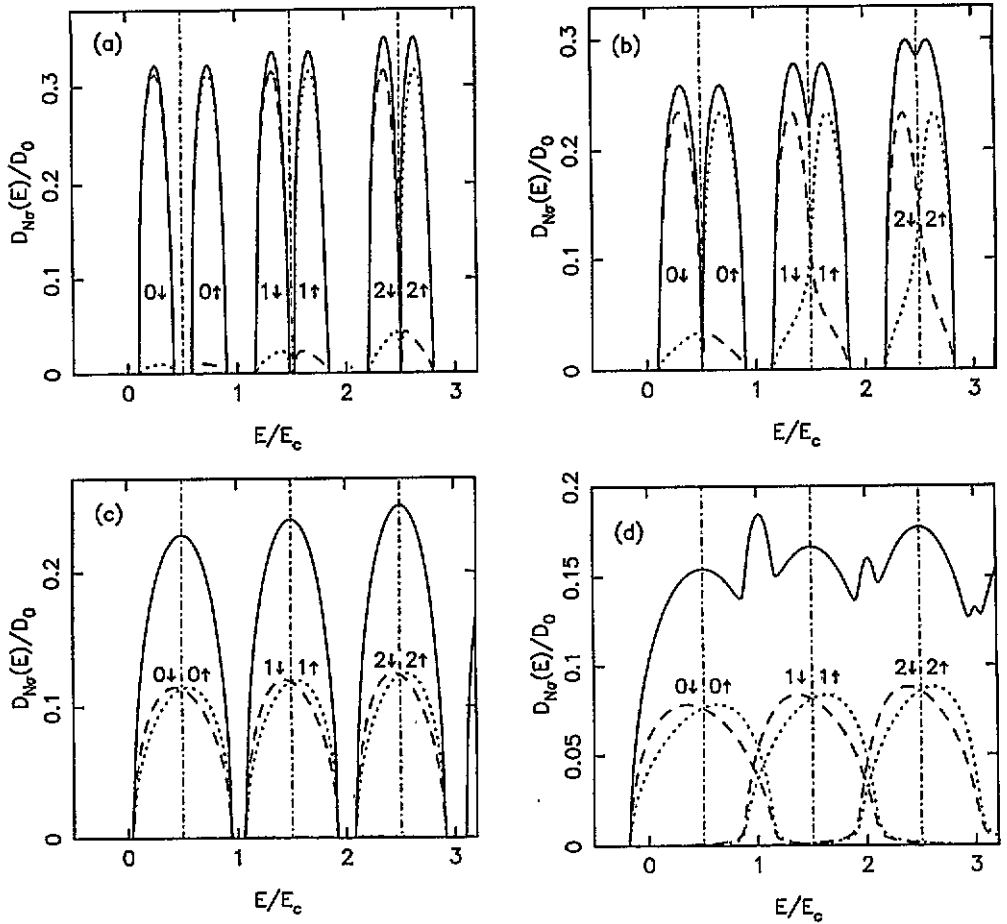 (a)
D_{Nσ}(E)/D_0
0.3
0.2
0.1
0
0↓ 0↑ 1↓ 1↑ 2↓ 2↑
0 1 2 3
E/E_c
(b)
D_{Nσ}(E)/D_0
0.3
0.2
0.1
0
0↓ 0↑ 1↓ 1↑ 2↓ 2↑
0 1 2 3
E/E_c
(c)
D_{Nσ}(E)/D_0
0.2
0.1
0
0↓ 0↑ 1↓ 1↑ 2↓ 2↑
0 1 2 3
E/E_c
(d)
D_{Nσ}(E)/D_0
0.2
0.15
0.1
0.05
0
0↓ 0↑ 1↓ 1↑ 2↓ 2↑
0 1 2 3
E/E_c